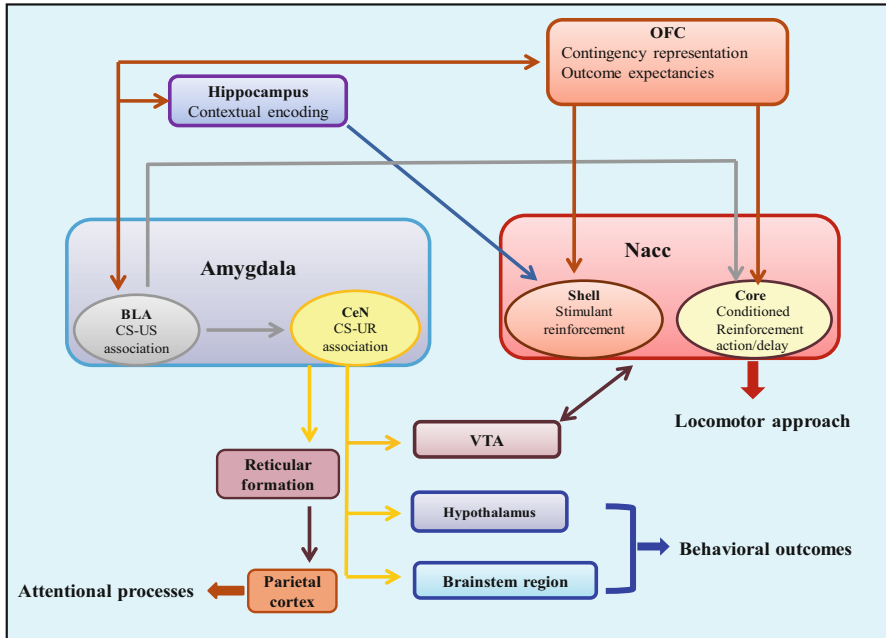 OFC
Contingency representation
Outcome expectancies
Hippocampus
Contextual encoding
Amygdala
Nacc
BLA
CS-US
association
CeN
CS-UR
association
Shell
Stimulant
reinforcement
Core
Conditioned
Reinforcement
action/delay
Locomotor approach
VTA
Reticular
formation
Hypothalamus
Behavioral outcomes
Brainstem region
Attentional processes
Parietal
cortex